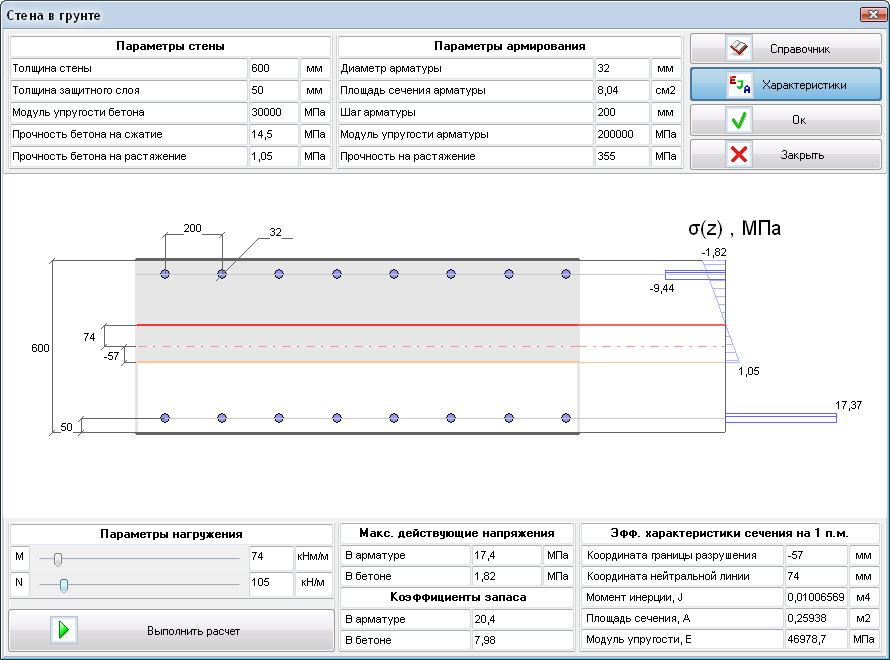 Стена в грунте
Параметры стены
Толщина стены 600 мм
Толщина защитного слоя 50 мм
Модуль упругости бетона 30000 МПа
Прочность бетона на сжатие 14,5 МПа
Прочность бетона на растяжение 1,05 МПа
Параметры армирования
Диаметр арматуры 32 мм
Площадь сечения арматуры 8,04 см2
Шаг арматуры 200 мм
Модуль упругости арматуры 200000 МПа
Прочность на растяжение 355 МПа
Справочник
EJA Характеристики
Ок
Закрыть
200
32
σ(z) , МПа
-1,82
-9,44
74
600
-57
1,05
17,37
50
Параметры нагружения
M 74 кНм/м
N 105 кН/м
Выполнить расчет
Макс. действующие напряжения
В арматуре 17,4 МПа
В бетоне 1,82 МПа
Коэффициенты запаса
В арматуре 20,4
В бетоне 7,98
Эфф. характеристики сечения на 1 п.м.
Координата границы разрушения -57 мм
Координата нейтральной линии 74 мм
Момент инерции, J 0,01006569 м4
Площадь сечения, A 0,25938 м2
Модуль упругости, E 46978,7 МПа